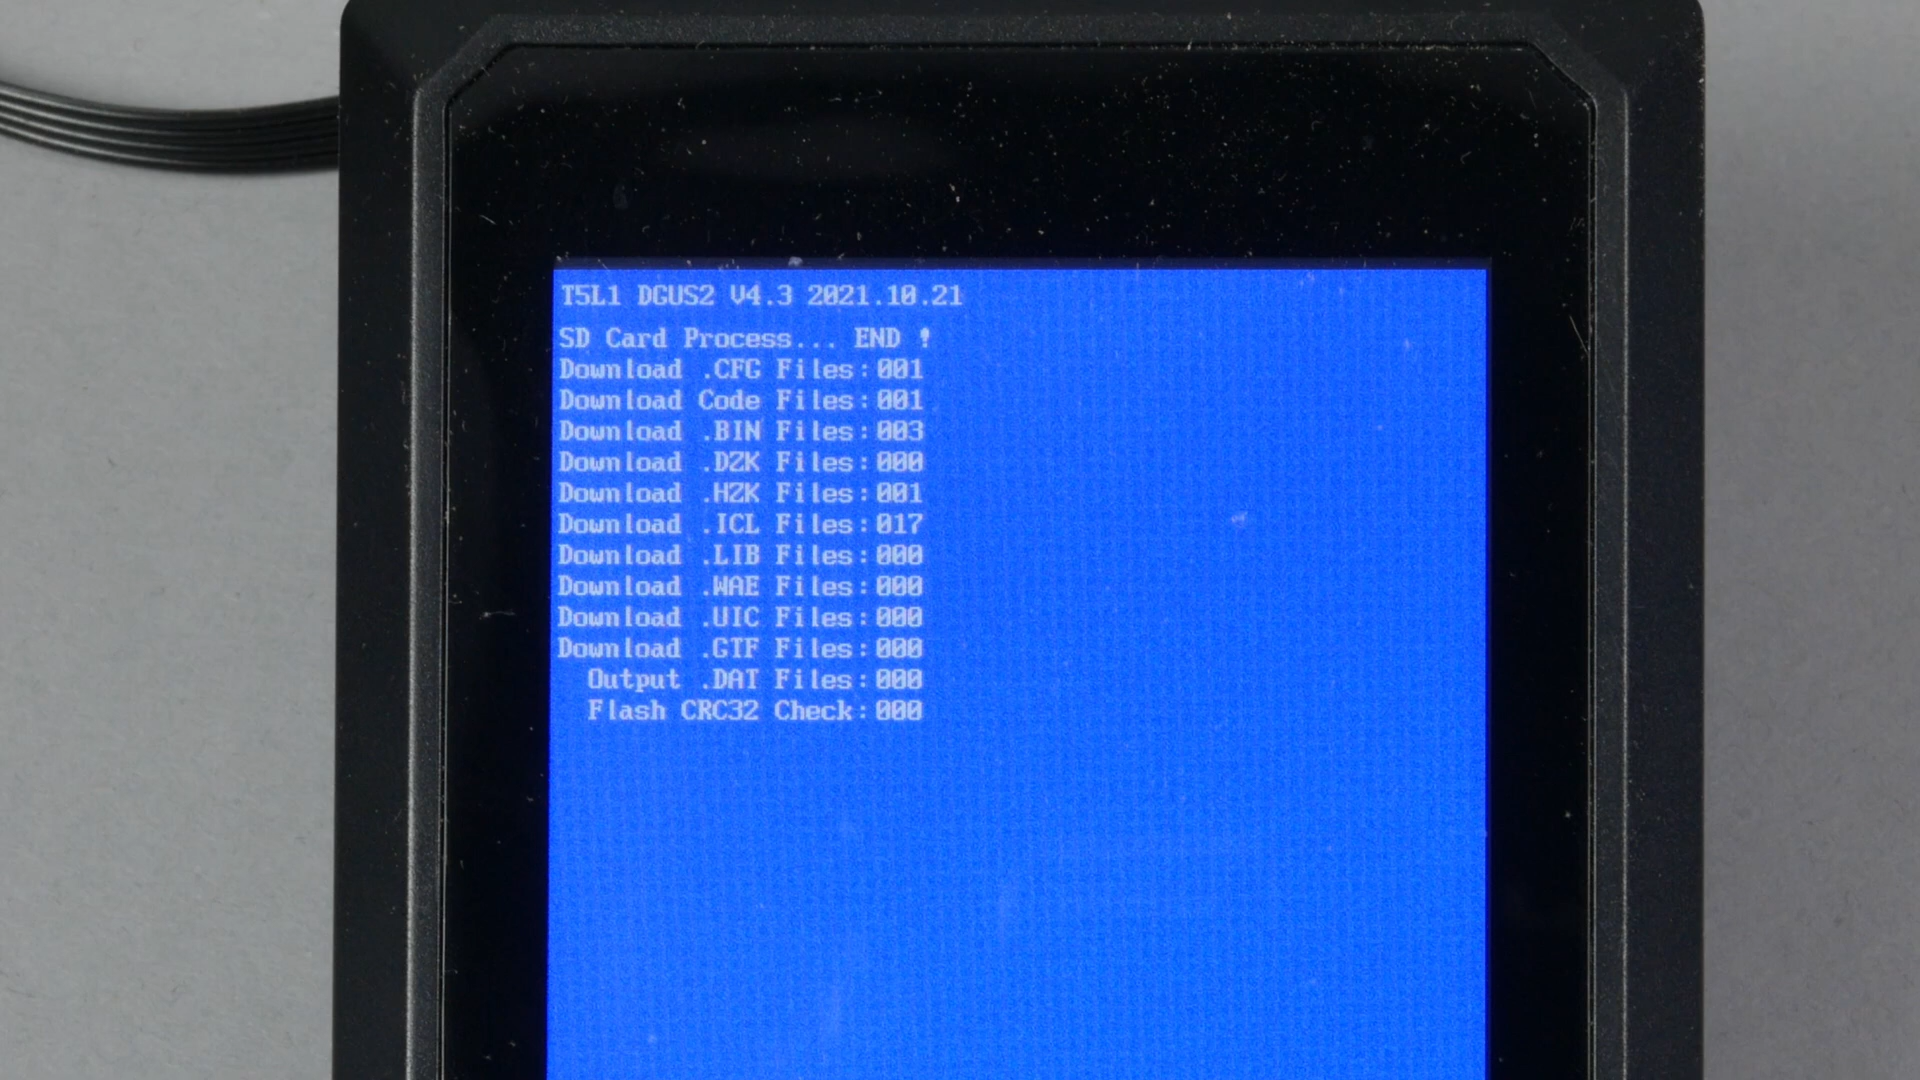 T5L1 DGUS2 V4.3 2021.10.21
SD Card Process... END !
Download .CFG Files:001
Download Code Files:001
Download .BIN Files:003
Download .DZK Files:000
Download .HZK Files:001
Download .ICL Files:017
Download .LIB Files:000
Download .WAE Files:000
Download .UIC Files:000
Download .GTF Files:000
Output .DAT Files:000
Flash CRC32 Check:000